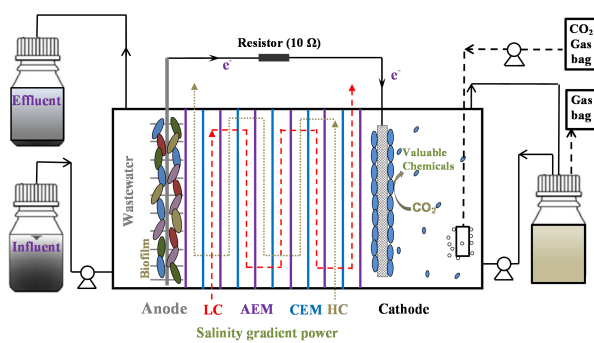 Resistor (10 Ω)
CO2
Gas
bag
e-
e-
Effluent
Gas
bag
Wastewater
Valuable
Chemicals
CO2
Influent
Biofilm
Anode LC AEM CEM HC Cathode
Salinity gradient power